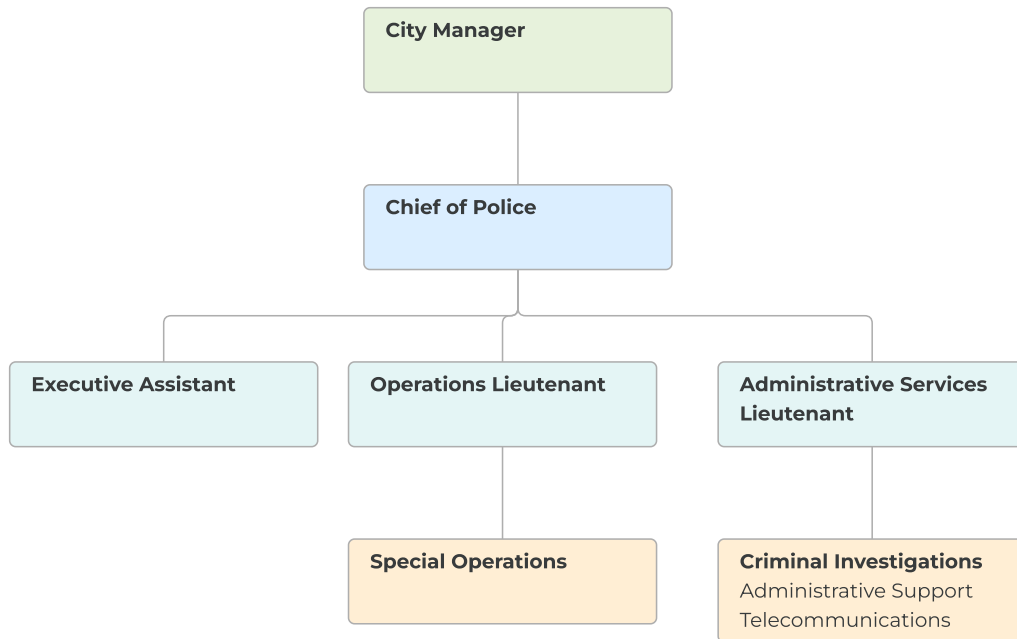 City Manager
Chief of Police
Executive Assistant
Operations Lieutenant
Administrative Services
Lieutenant
Special Operations
Criminal Investigations
Administrative Support
Telecommunications